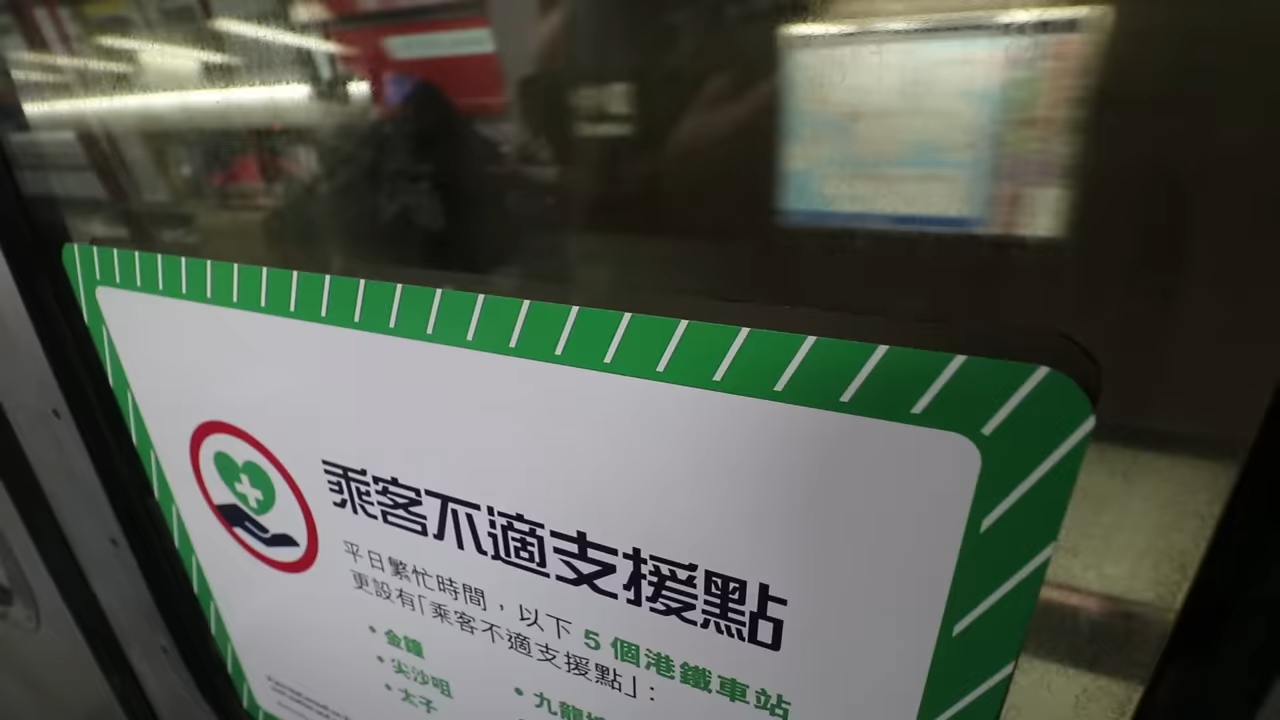 乘客不適支援點
平日繁忙時間，以下 5 個港鐵車站
更設有「乘客不適支援點」：
• 金鐘
• 尖沙咀
• 太子
• 九龍